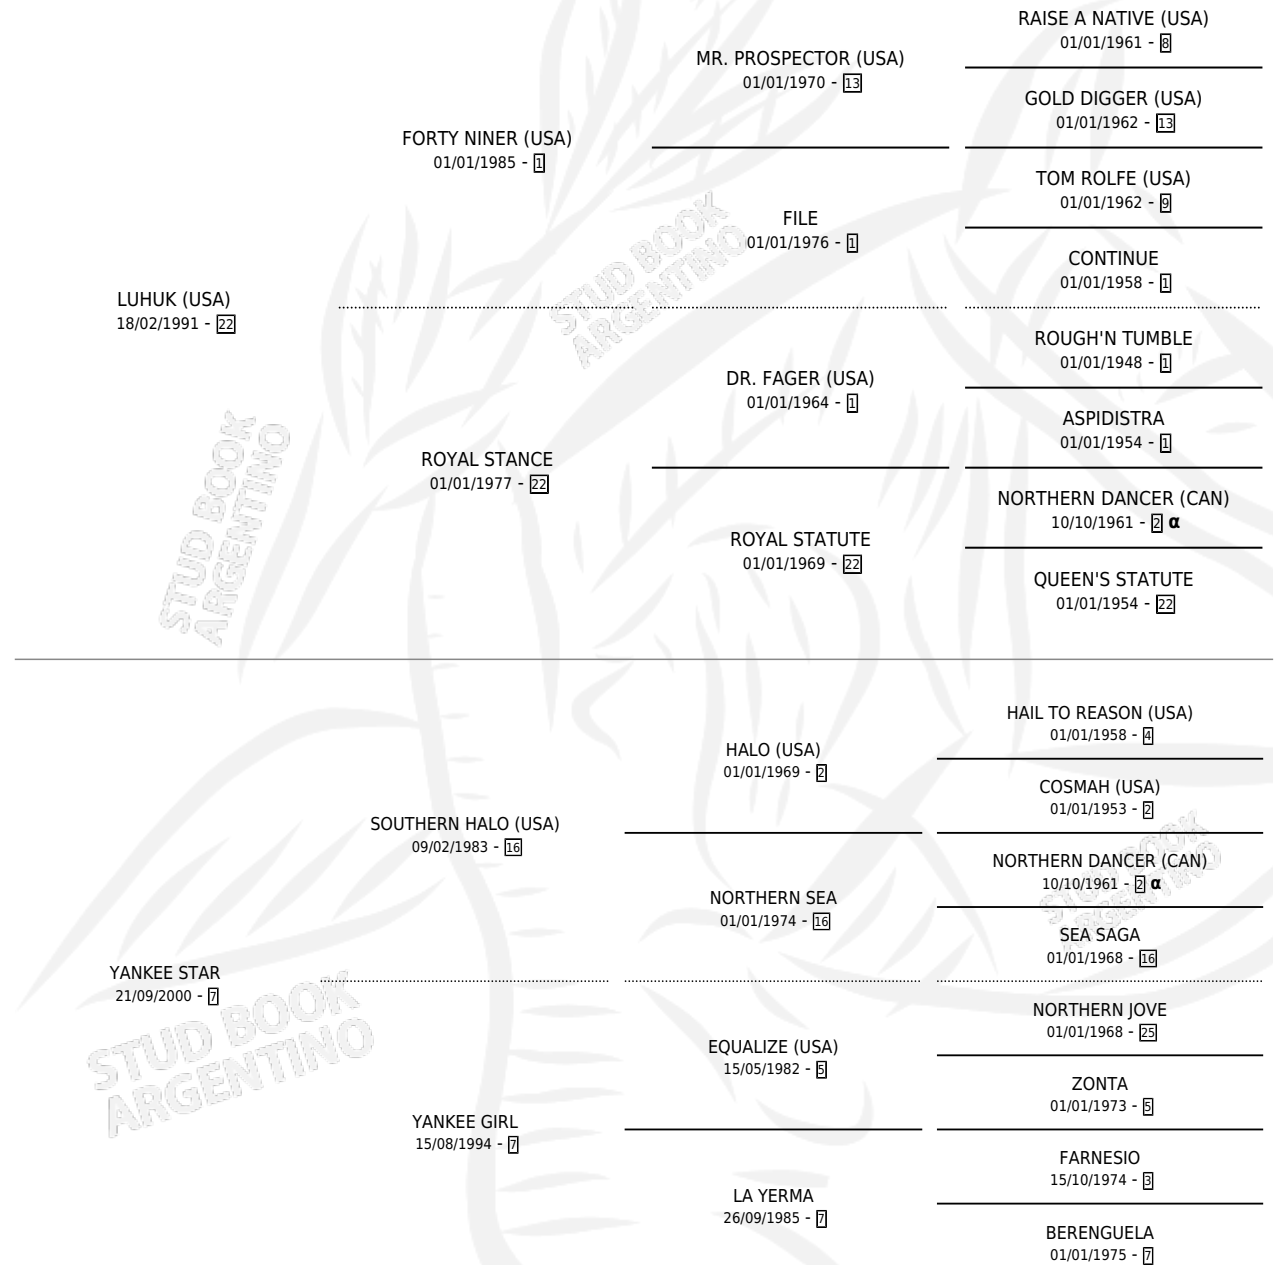 RAISE A NATIVE (USA)
01/01/1961 - 8
MR. PROSPECTOR (USA)
01/01/1970 - 13
GOLD DIGGER (USA)
01/01/1962 - 13
FORTY NINER (USA)
01/01/1985 - 1
TOM ROLFE (USA)
01/01/1962 - 9
FILE
01/01/1976 - 1
CONTINUE
01/01/1958 - 1
LUHUK (USA)
18/02/1991 - 22
ROUGH'N TUMBLE
01/01/1948 - 1
DR. FAGER (USA)
01/01/1964 - 1
ASPIDISTRA
01/01/1954 - 1
ROYAL STANCE
01/01/1977 - 22
NORTHERN DANCER (CAN)
10/10/1961 - 2 α
ROYAL STATUTE
01/01/1969 - 22
QUEEN'S STATUTE
01/01/1954 - 22
HAIL TO REASON (USA)
01/01/1958 - 4
HALO (USA)
01/01/1969 - 2
COSMAH (USA)
01/01/1953 - 2
SOUTHERN HALO (USA)
09/02/1983 - 16
NORTHERN DANCER (CAN)
10/10/1961 - 2 α
NORTHERN SEA
01/01/1974 - 16
SEA SAGA
01/01/1968 - 16
YANKEE STAR
21/09/2000 - 7
NORTHERN JOVE
01/01/1968 - 25
EQUALIZE (USA)
15/05/1982 - 5
ZONTA
01/01/1973 - 5
YANKEE GIRL
15/08/1994 - 7
FARNESIO
15/10/1974 - 3
LA YERMA
26/09/1985 - 7
BERENGUELA
01/01/1975 - 7
STUD BOOK
ARGENTINO
STUD BOOK
ARGENTINO
STUD BOOK
ARGENTINO
STUD BOOK
ARGENTINO